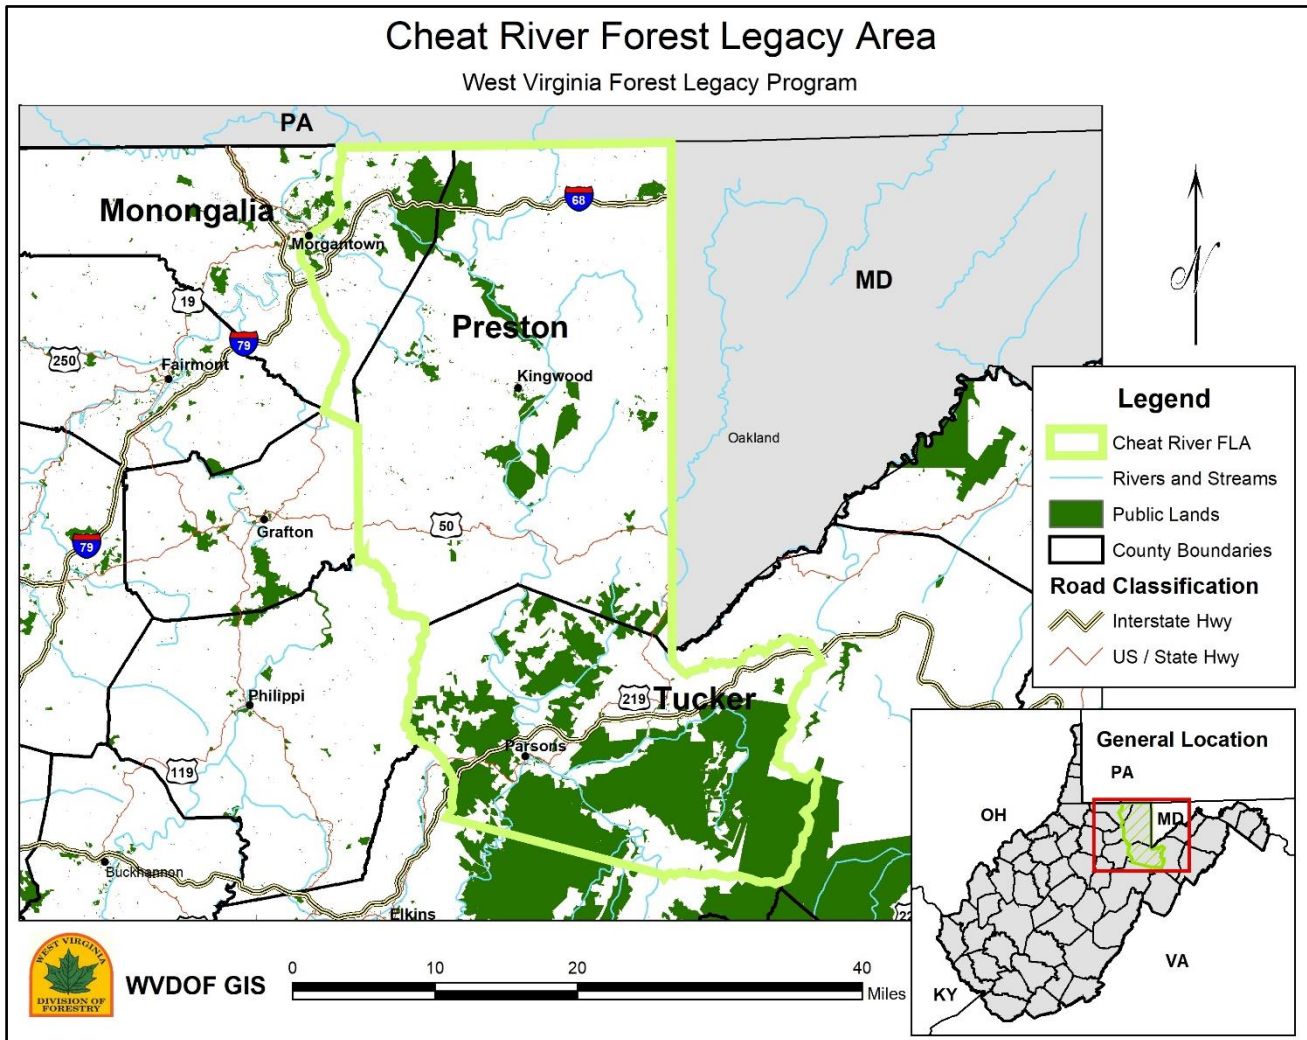 Cheat River Forest Legacy Area
West Virginia Forest Legacy Program
PA
Monongalia
68
Morgantown
MD
N
19
Preston
79
250
Fairmont
Kingwood
Oakland
Legend
Cheat River FLA
Rivers and Streams
Public Lands
County Boundaries
Road Classification
Interstate Hwy
US / State Hwy
79
Grafton
50
Philippi
219
Tucker
Parsons
119
Buckhannon
Elkins
22
General Location
PA
OH
MD
VA
KY
WEST VIRGINIA
DIVISION OF
FORESTRY
WVDOF GIS
0 10 20 40
Miles